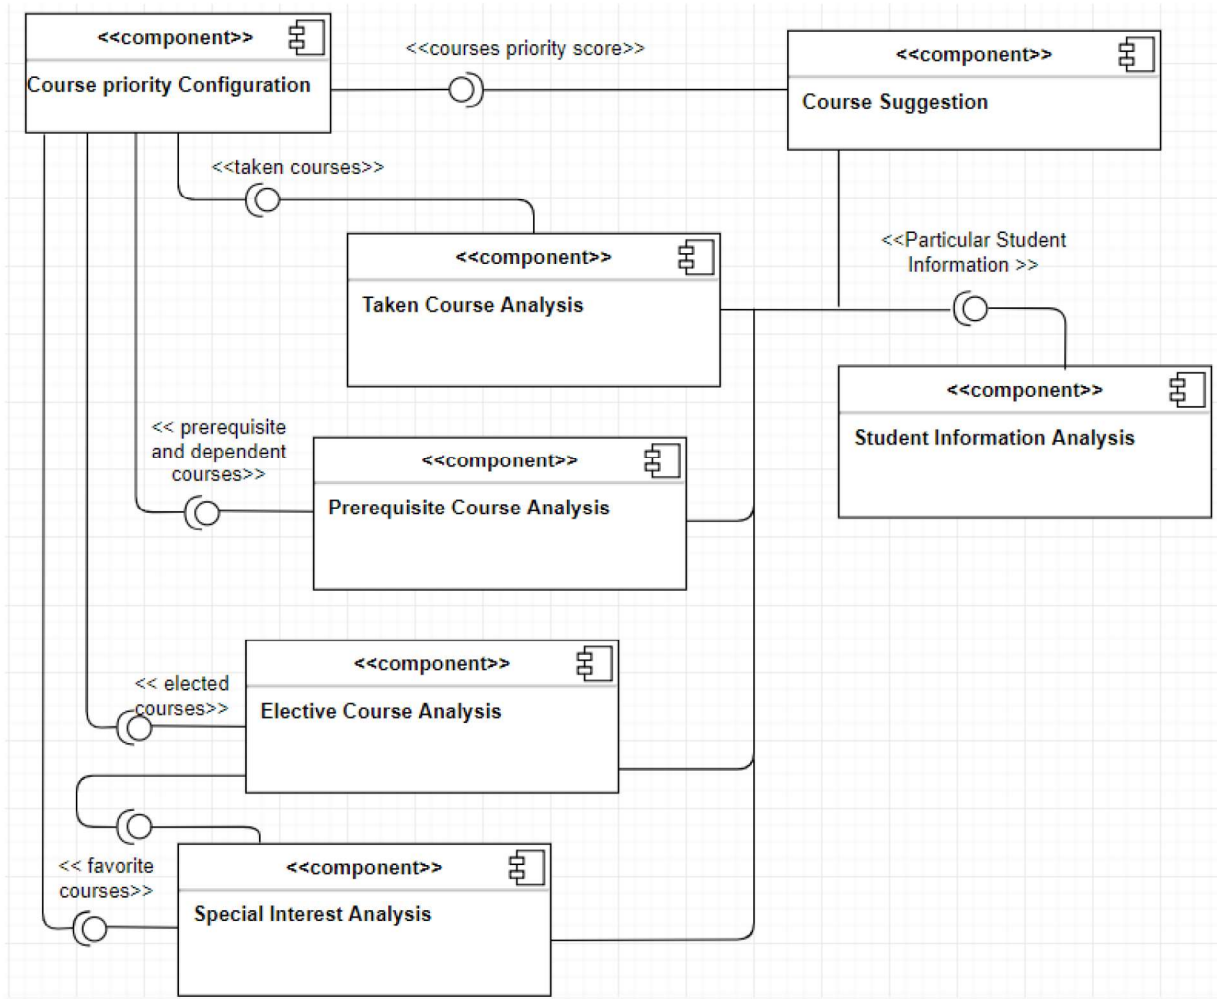 <<component>>
Course priority Configuration
<<courses priority score>>
<<component>>
Course Suggestion
<<taken courses>>
<<component>>
Taken Course Analysis
<<Particular Student
Information >>
<<component>>
Student Information Analysis
<< prerequisite
and dependent
courses>>
<<component>>
Prerequisite Course Analysis
<< elected
courses>>
<<component>>
Elective Course Analysis
<< favorite
courses>>
<<component>>
Special Interest Analysis